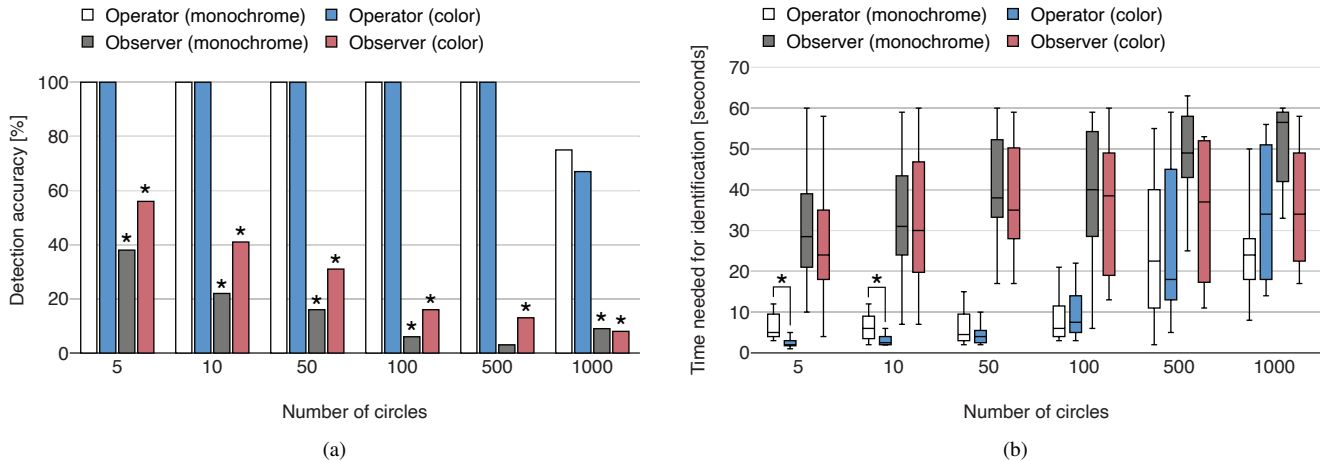 Operator (monochrome) Operator (color)
Observer (monochrome) Observer (color)
Detection accuracy [%]
100
80
60
40
20
0
* * * * * * * * * * *
5 10 50 100 500 1000
Number of circles
(a)
Operator (monochrome) Operator (color)
Observer (monochrome) Observer (color)
Time needed for identification [seconds]
70
60
50
40
30
20
10
0
* *
5 10 50 100 500 1000
Number of circles
(b)